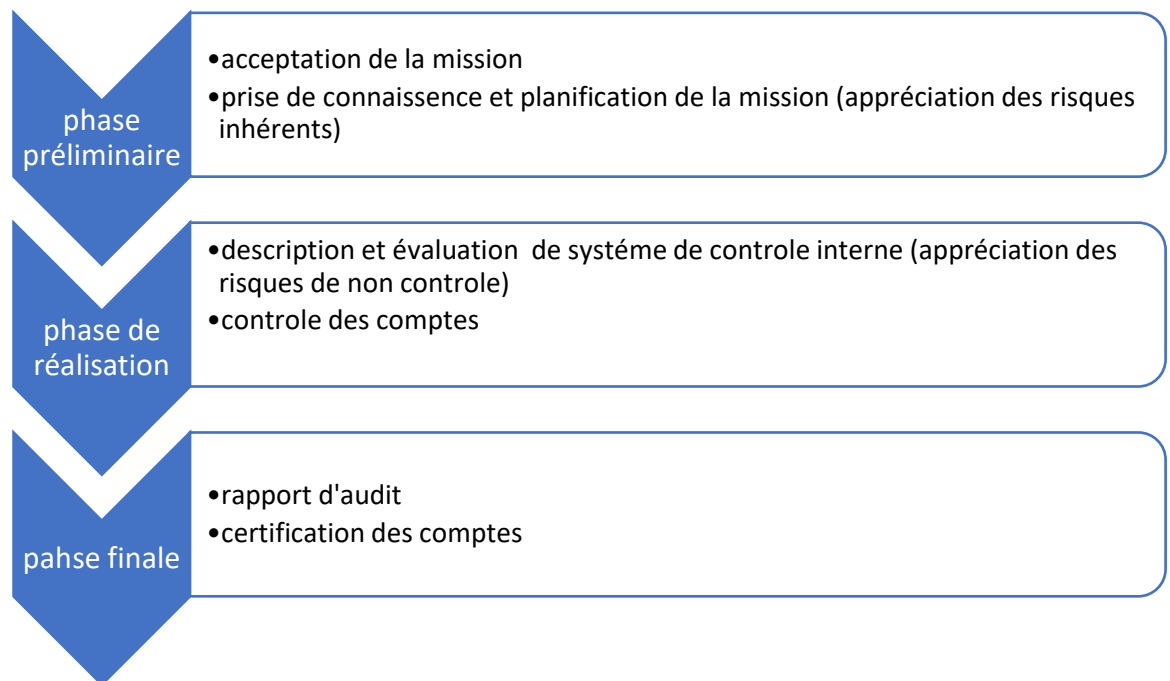 phase
préliminaire
•acceptation de la mission
•prise de connaissence et planification de la mission (appréciation des risques
inhérents)
phase de
réalisation
•description et évaluation  de systéme de controle interne (appréciation des
risques de non controle)
•controle des comptes
pahse finale
•rapport d'audit
•certification des comptes